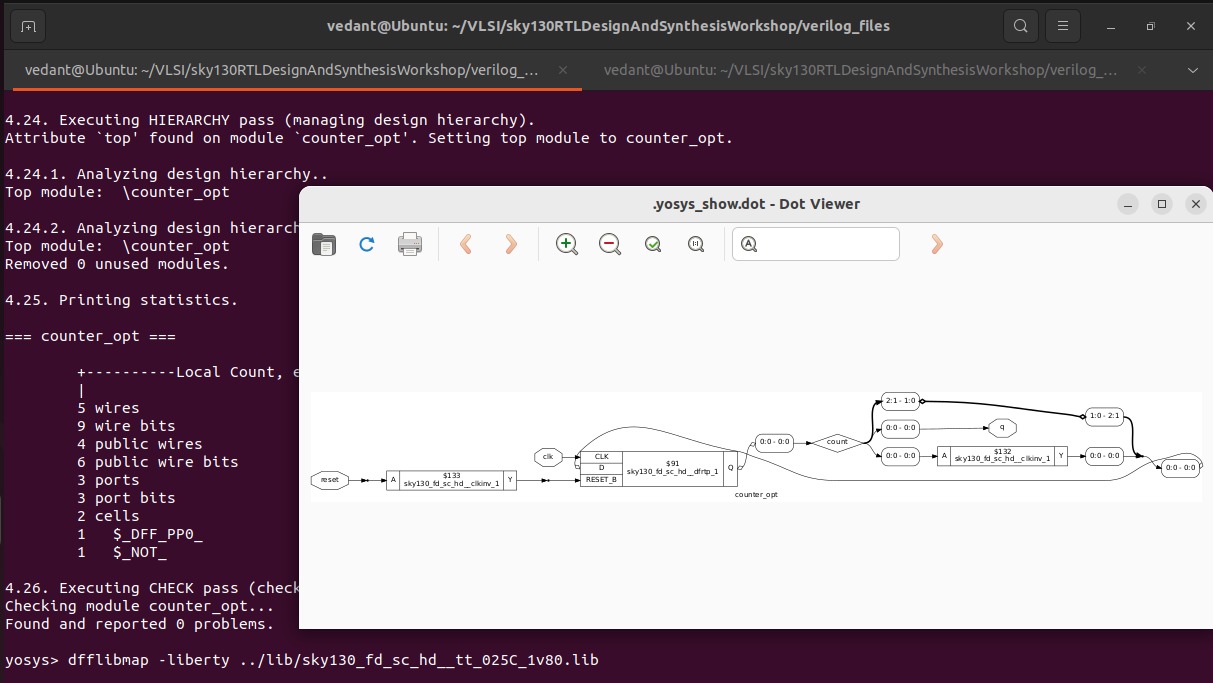 vedant@Ubuntu: ~/VLSI/sky130RTLDesignAndSynthesisWorkshop/verilog_files
vedant@Ubuntu: ~/VLSI/sky130RTLDesignAndSynthesisWorkshop/verilog_...
vedant@Ubuntu: ~/VLSI/sky130RTLDesignAndSynthesisWorkshop/verilog_...
4.24. Executing HIERARCHY pass (managing design hierarchy).
Attribute `top' found on module `counter_opt'. Setting top module to counter_opt.
4.24.1. Analyzing design hierarchy..
Top module:  \counter_opt
4.24.2. Analyzing design hierarch
Top module:  \counter_opt
Removed 0 unused modules.
4.25. Printing statistics.
=== counter_opt ===
+----------Local Count, e
|
5 wires
9 wire bits
4 public wires
6 public wire bits
3 ports
3 port bits
2 cells
1   $_DFF_PP0_
1   $_NOT_
4.26. Executing CHECK pass (check
Checking module counter_opt...
Found and reported 0 problems.
yosys> dfflibmap -liberty ../lib/sky130_fd_sc_hd__tt_025C_1v80.lib
.yosys_show.dot - Dot Viewer
reset
A
$133
sky130_fd_sc_hd__clkinv_1
Y
clk
CLK
D
RESET_B
$91
sky130_fd_sc_hd__dfrtp_1
Q
counter_opt
0:0 - 0:0
count
2:1 - 1:0
0:0 - 0:0
0:0 - 0:0
q
A
$132
sky130_fd_sc_hd__clkinv_1
Y
1:0 - 2:1
0:0 - 0:0
0:0 - 0:0